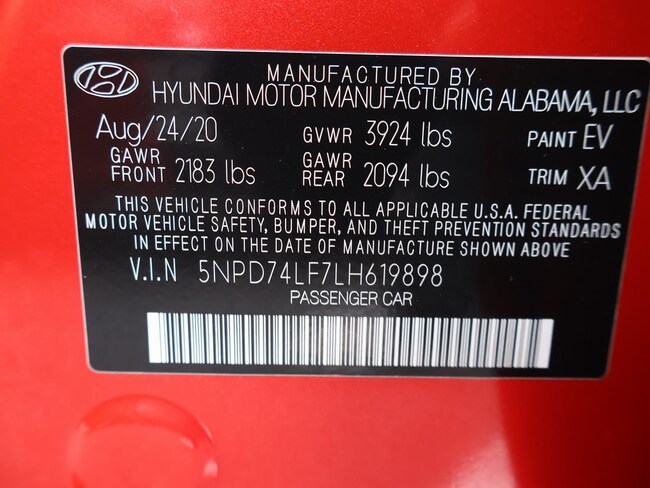 MANUFACTURED BY
HYUNDAI MOTOR MANUFACTURING ALABAMA, LLC
Aug/24/20 GVWR 3924 lbs PAINT EV
GAWR FRONT 2183 lbs GAWR REAR 2094 lbs TRIM XA
THIS VEHICLE CONFORMS TO ALL APPLICABLE U.S.A. FEDERAL
MOTOR VEHICLE SAFETY, BUMPER, AND THEFT PREVENTION STANDARDS
IN EFFECT ON THE DATE OF MANUFACTURE SHOWN ABOVE
V.I.N 5NPD74LF7LH619898
PASSENGER CAR